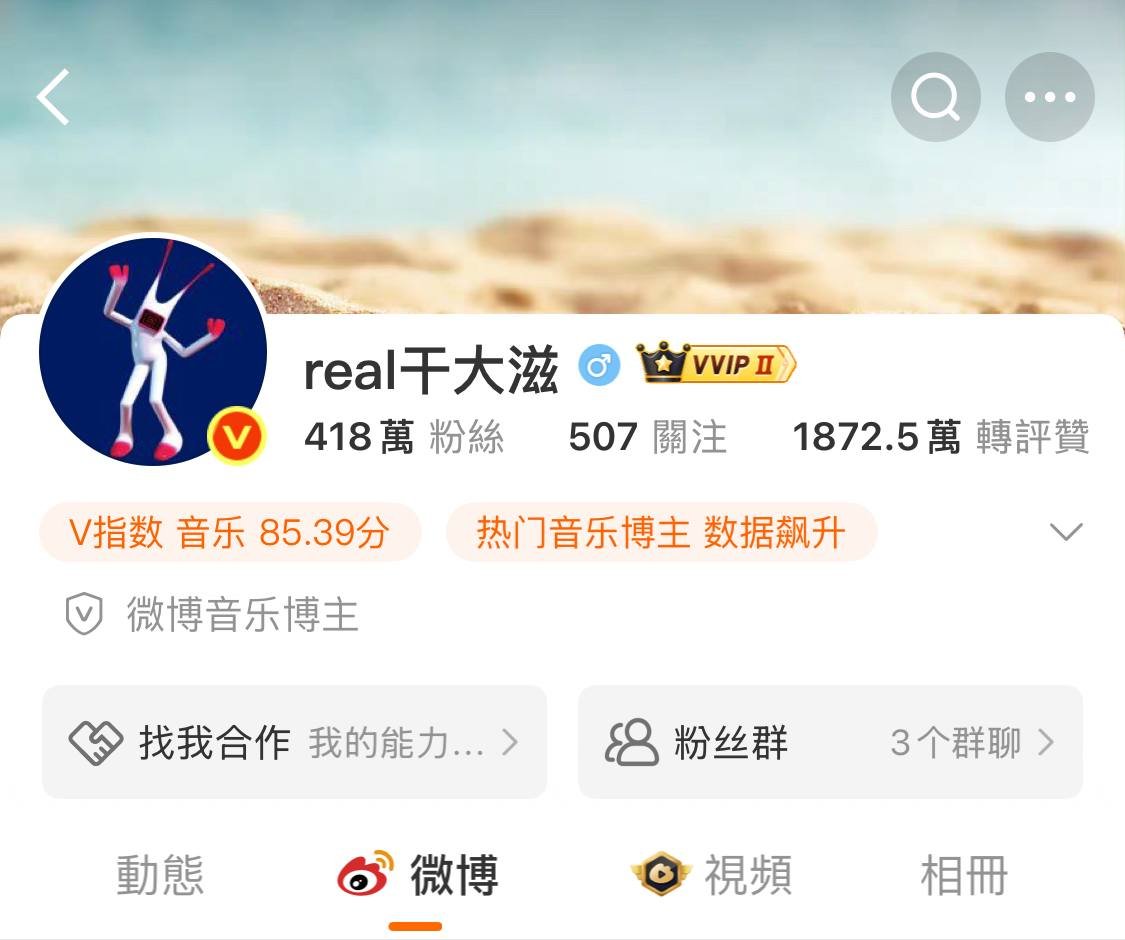 real干大滋 VVIP II
418萬 粉絲 507 關注 1872.5萬 轉評贊
V指数 音乐 85.39分 热门音乐博主 数据飙升
微博音乐博主
找我合作 我的能力... 粉丝群 3个群聊
動態 微博 視頻 相冊